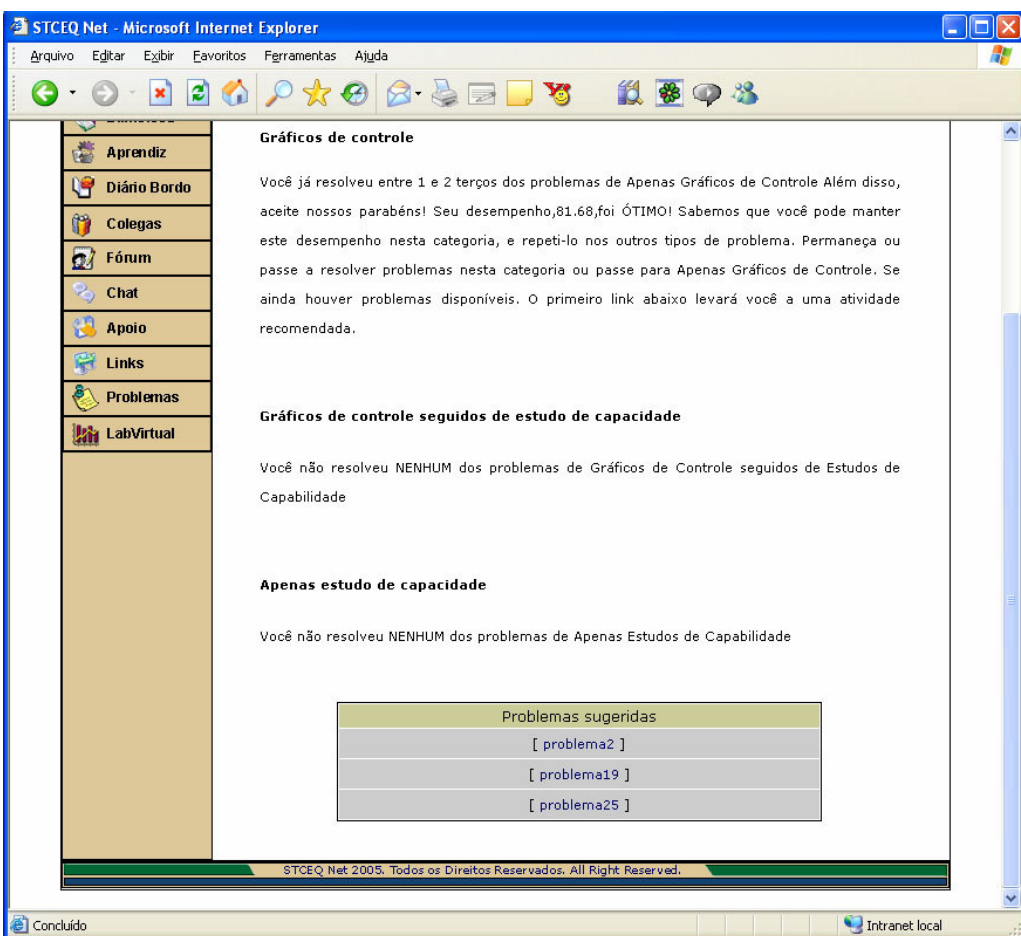 STCEQ Net - Microsoft Internet Explorer
Arquivo Editar Exibir Favoritos Ferramentas Ajuda
Aprendiz
Diário Bordo
Colegas
Fórum
Chat
Apoio
Links
Problemas
LabVirtual
Gráficos de controle
Você já resolveu entre 1 e 2 terços dos problemas de Apenas Gráficos de Controle Além disso,
aceite nossos parabéns! Seu desempenho,81.68,foi ÓTIMO! Sabemos que você pode manter
este desempenho nesta categoria, e repeti-lo nos outros tipos de problema. Permaneça ou
passe a resolver problemas nesta categoria ou passe para Apenas Gráficos de Controle. Se
ainda houver problemas disponíveis. O primeiro link abaixo levará você a uma atividade
recomendada.
Gráficos de controle seguidos de estudo de capacidade
Você não resolveu NENHUM dos problemas de Gráficos de Controle seguidos de Estudos de
Capabilidade
Apenas estudo de capacidade
Você não resolveu NENHUM dos problemas de Apenas Estudos de Capabilidade
Problemas sugeridas
[ problema2 ]
[ problema19 ]
[ problema25 ]
STCEQ Net 2005. Todos os Direitos Reservados. All Right Reserved.
Concluído
Intranet local